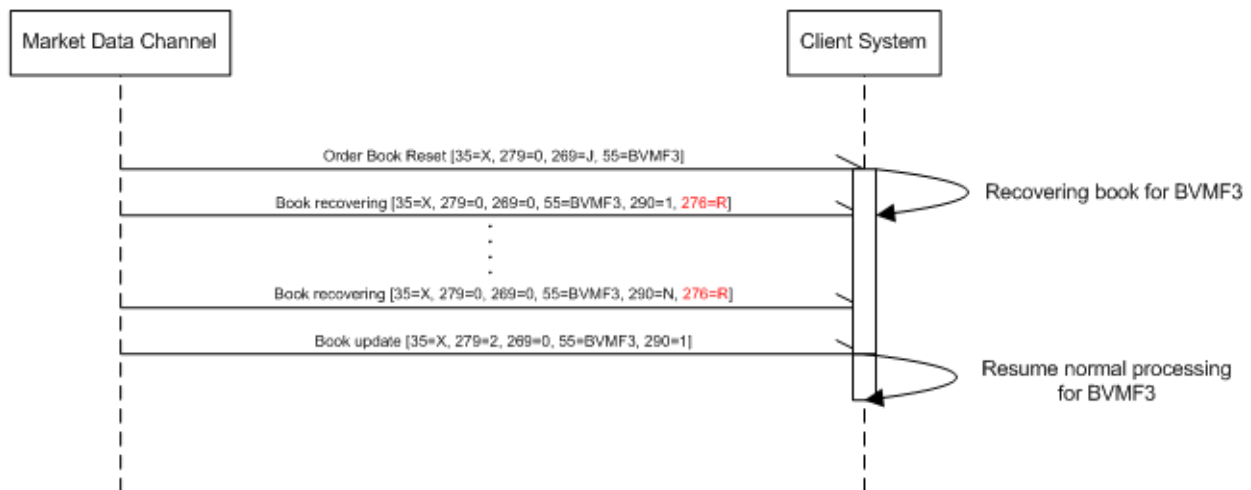 Market Data Channel
Client System
Order Book Reset [35=X, 279=0, 269=J, 55=BVMF3]
Recovering book for BVMF3
Book recovering [35=X, 279=0, 269=0, 55=BVMF3, 290=1, 276=R]
Book recovering [35=X, 279=0, 269=0, 55=BVMF3, 290=N, 276=R]
Book update [35=X, 279=2, 269=0, 55=BVMF3, 290=1]
Resume normal processing
for BVMF3